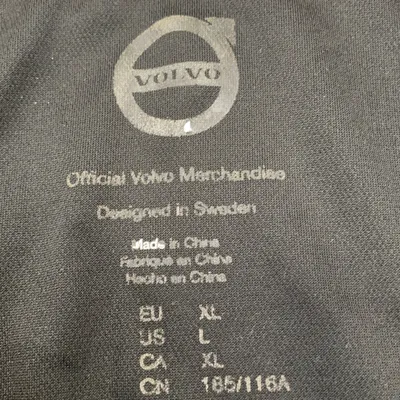 VOLVO
Official Volvo Merchandise
Designed in Sweden
Made in China
Fabriqué en Chine
Hecho en China
EU XL
US L
CA XL
CN 185/116A